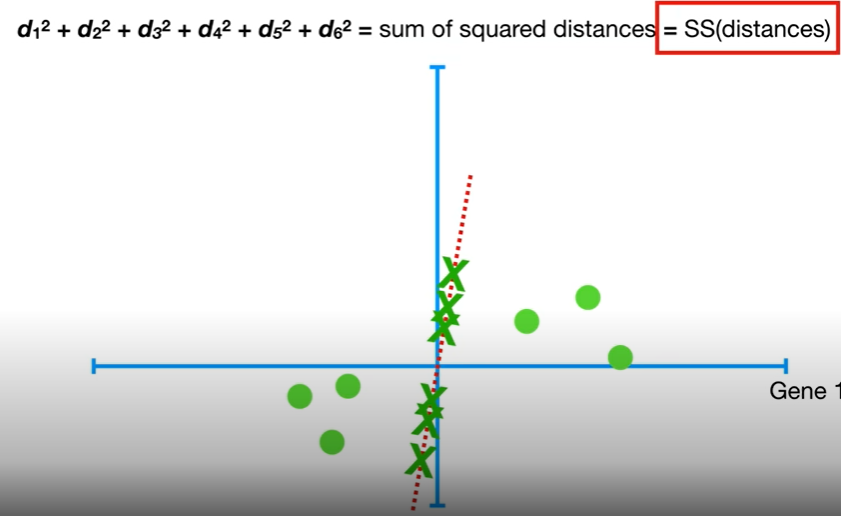 d₁² + d₂² + d₃² + d₄² + d₅² + d₆² = sum of squared distances = SS(distances)
Gene 1